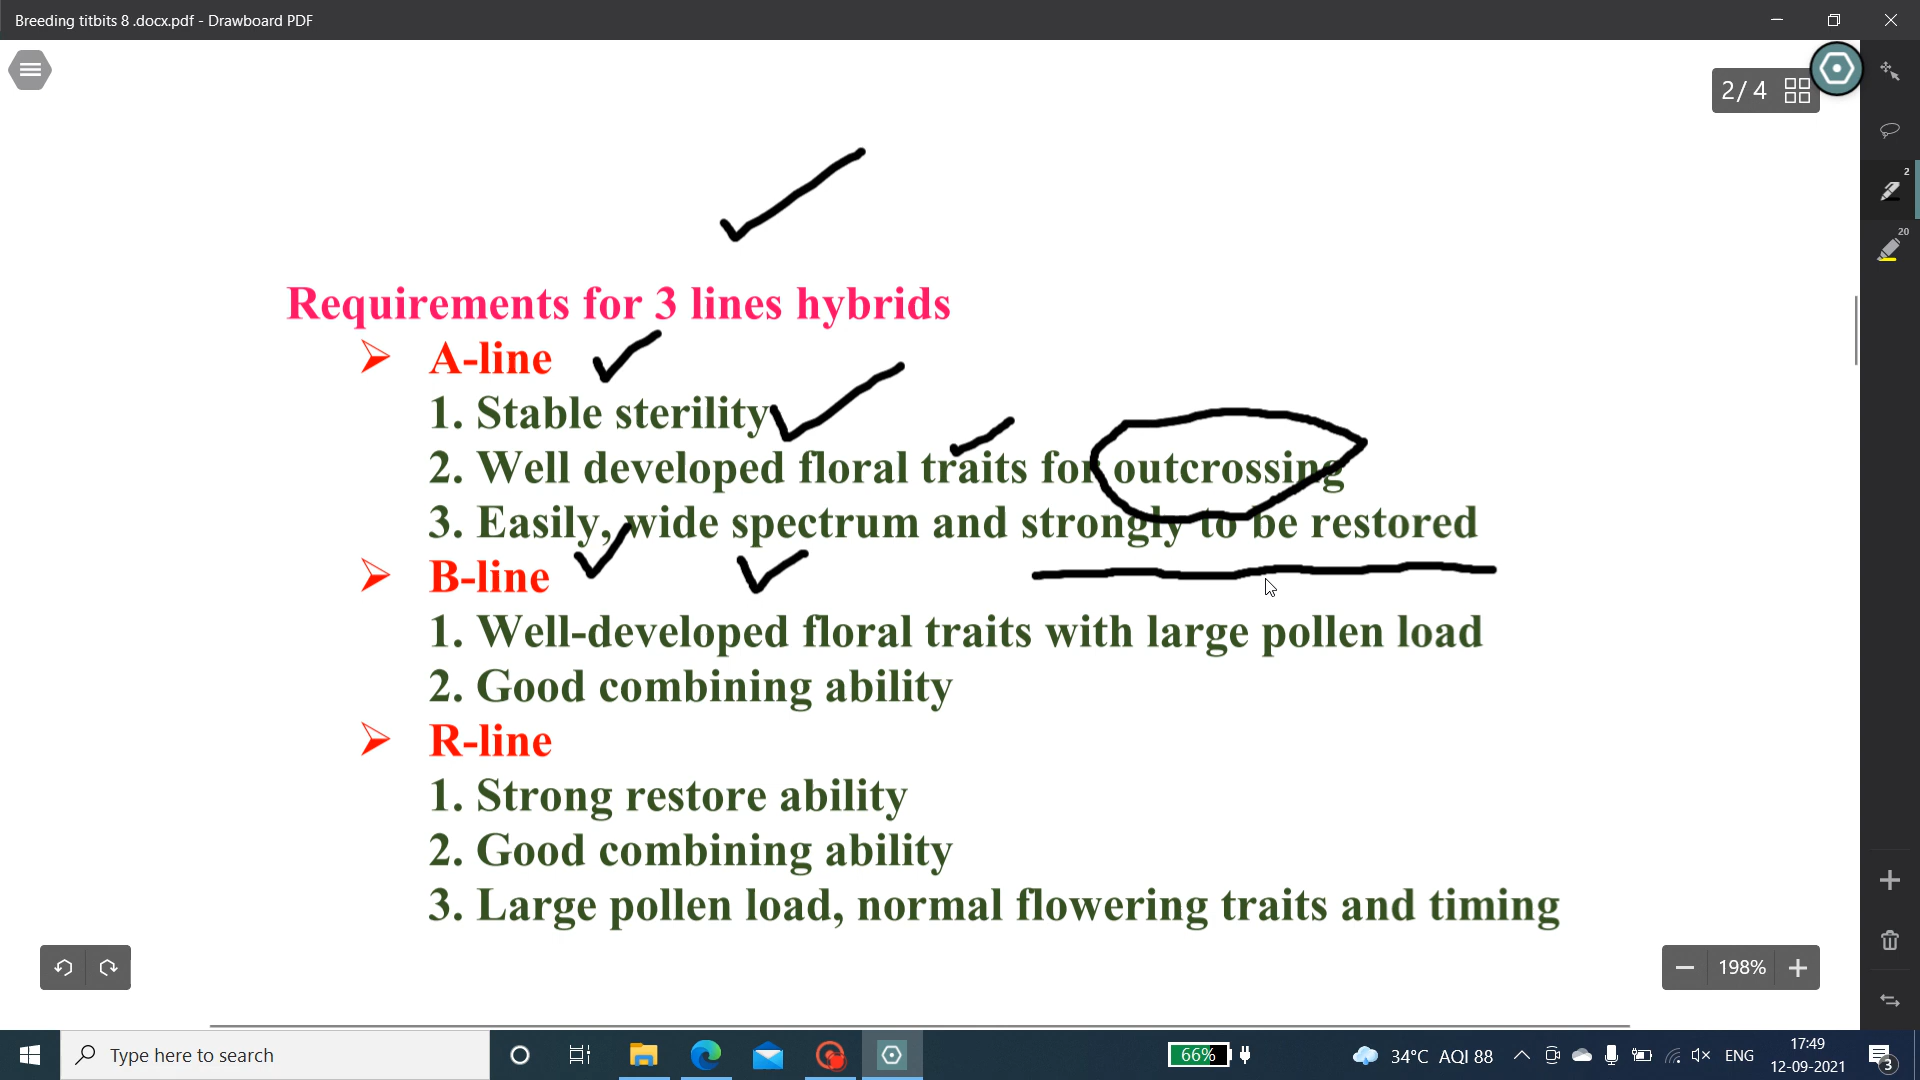 Breeding titbits 8 .docx.pdf - Drawboard PDF
2/ 4
2
20
Requirements for 3 lines hybrids
A-line
1. Stable sterility
2. Well developed floral traits for outcrossing
3. Easily, wide spectrum and strongly to be restored
B-line
1. Well-developed floral traits with large pollen load
2. Good combining ability
R-line
1. Strong restore ability
2. Good combining ability
3. Large pollen load, normal flowering traits and timing
198%
Type here to search
66%
34°C AQI 88
ENG
17:49
12-09-2021
3